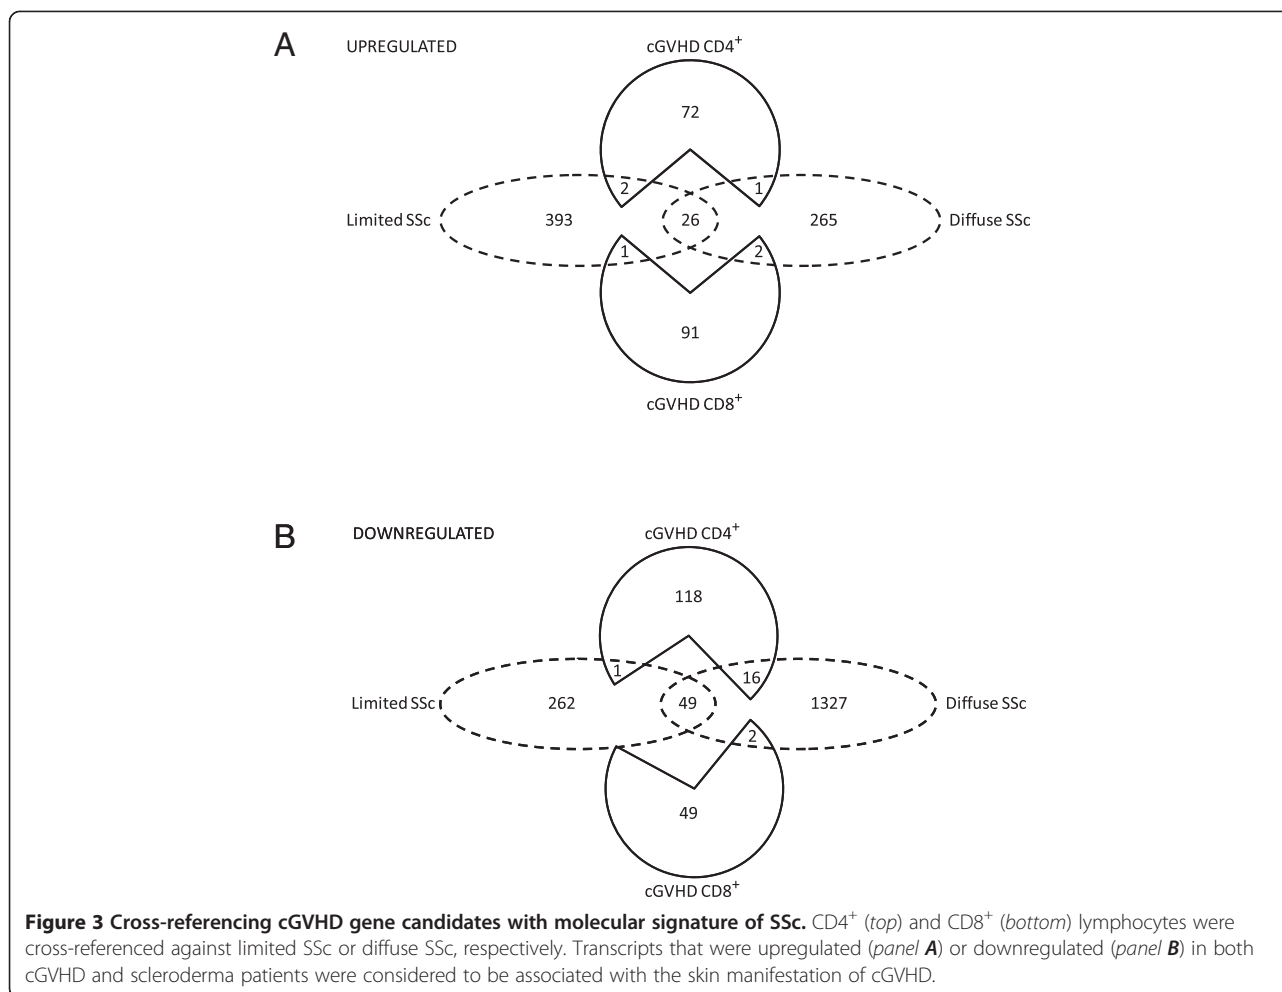 A
UPREGULATED
cGVHD CD4+
72
2
1
Limited SSc
393
26
265
Diffuse SSc
1
2
91
cGVHD CD8+
B
DOWNREGULATED
cGVHD CD4+
118
1
16
Limited SSc
262
49
1327
Diffuse SSc
2
49
cGVHD CD8+
Figure 3 Cross-referencing cGVHD gene candidates with molecular signature of SSc. CD4+ (top) and CD8+ (bottom) lymphocytes were
cross-referenced against limited SSc or diffuse SSc, respectively. Transcripts that were upregulated (panel A) or downregulated (panel B) in both
cGVHD and scleroderma patients were considered to be associated with the skin manifestation of cGVHD.